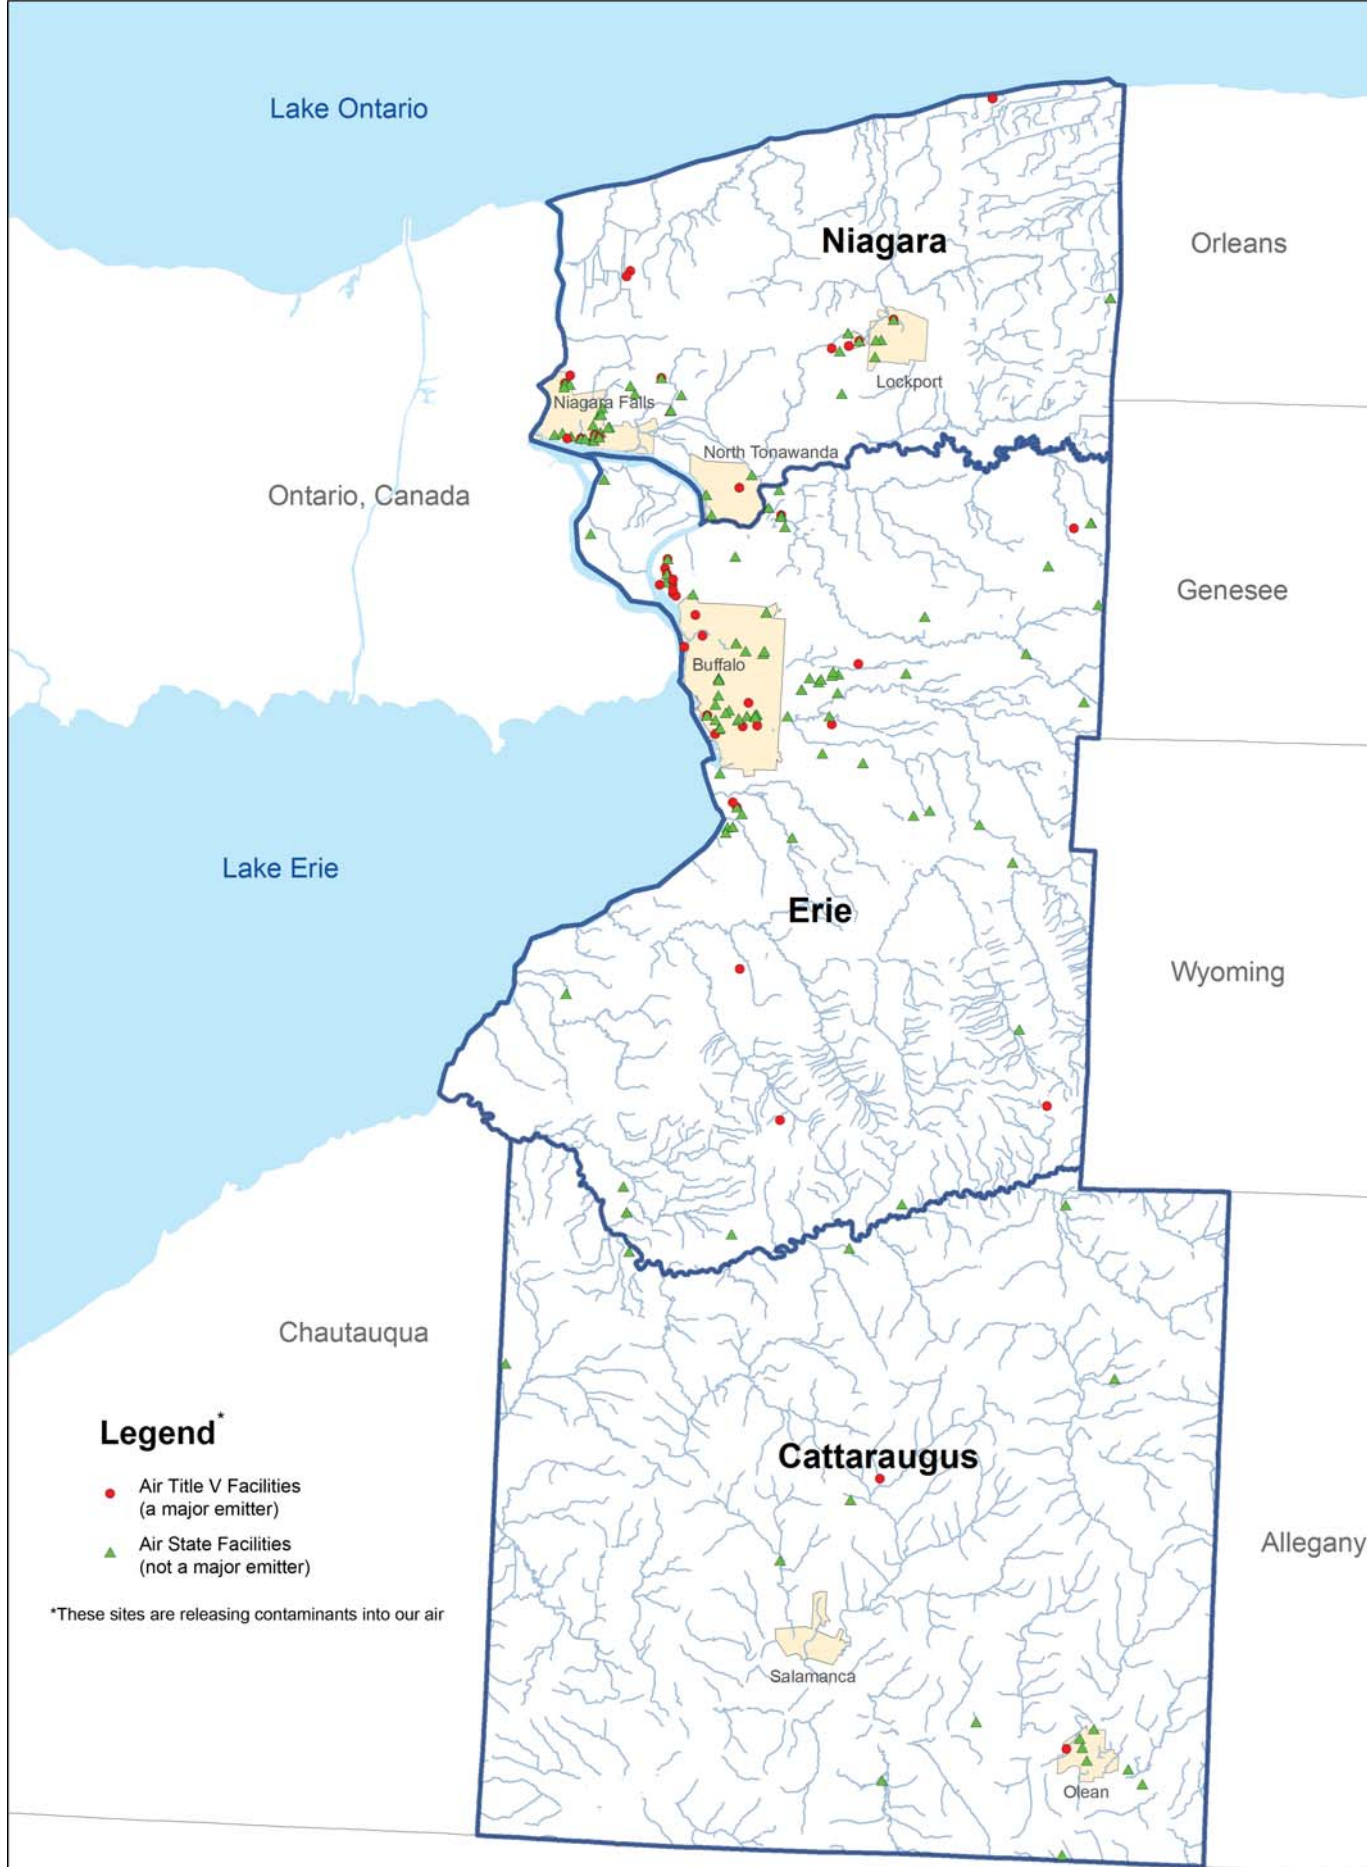 Lake Ontario
Niagara
Orleans
Lockport
Niagara Falls
North Tonawanda
Ontario, Canada
Genesee
Buffalo
Lake Erie
Erie
Wyoming
Chautauqua
Legend*
Air Title V Facilities
(a major emitter)
Air State Facilities
(not a major emitter)
*These sites are releasing contaminants into our air
Cattaraugus
Allegany
Salamanca
Olean